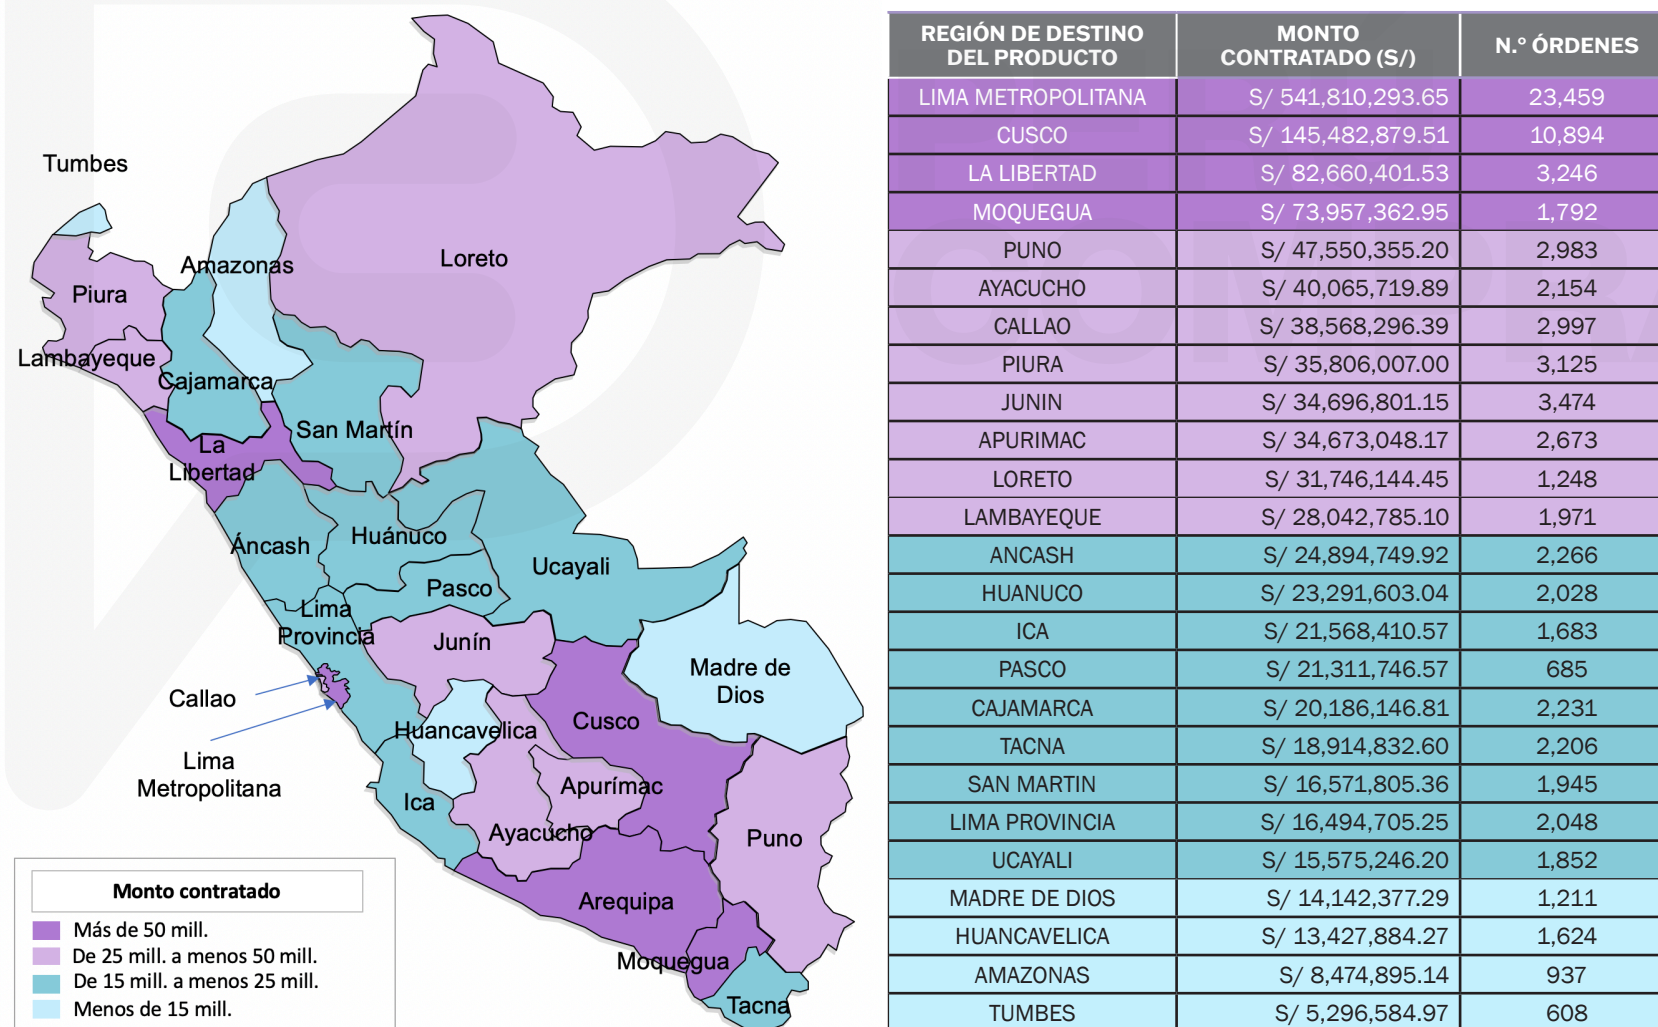 Tumbes
Amazonas
Loreto
Piura
Lambayeque
Cajamarca
San Martín
La
Libertad
Áncash
Huánuco
Ucayali
Pasco
Lima
Provincia
Junín
Madre de
Dios
Callao
Cusco
Huancavelica
Lima
Metropolitana
Apurímac
Ica
Ayacucho
Puno
Arequipa
Moquegua
Tacna
Monto contratado
Más de 50 mill.
De 25 mill. a menos 50 mill.
De 15 mill. a menos 25 mill.
Menos de 15 mill.
REGIÓN DE DESTINO DEL PRODUCTO MONTO CONTRATADO (S/) N.° ÓRDENES
LIMA METROPOLITANA S/ 541,810,293.65 23,459
CUSCO S/ 145,482,879.51 10,894
LA LIBERTAD S/ 82,660,401.53 3,246
MOQUEGUA S/ 73,957,362.95 1,792
PUNO S/ 47,550,355.20 2,983
AYACUCHO S/ 40,065,719.89 2,154
CALLAO S/ 38,568,296.39 2,997
PIURA S/ 35,806,007.00 3,125
JUNIN S/ 34,696,801.15 3,474
APURIMAC S/ 34,673,048.17 2,673
LORETO S/ 31,746,144.45 1,248
LAMBAYEQUE S/ 28,042,785.10 1,971
ANCASH S/ 24,894,749.92 2,266
HUANUCO S/ 23,291,603.04 2,028
ICA S/ 21,568,410.57 1,683
PASCO S/ 21,311,746.57 685
CAJAMARCA S/ 20,186,146.81 2,231
TACNA S/ 18,914,832.60 2,206
SAN MARTIN S/ 16,571,805.36 1,945
LIMA PROVINCIA S/ 16,494,705.25 2,048
UCAYALI S/ 15,575,246.20 1,852
MADRE DE DIOS S/ 14,142,377.29 1,211
HUANCAVELICA S/ 13,427,884.27 1,624
AMAZONAS S/ 8,474,895.14 937
TUMBES S/ 5,296,584.97 608